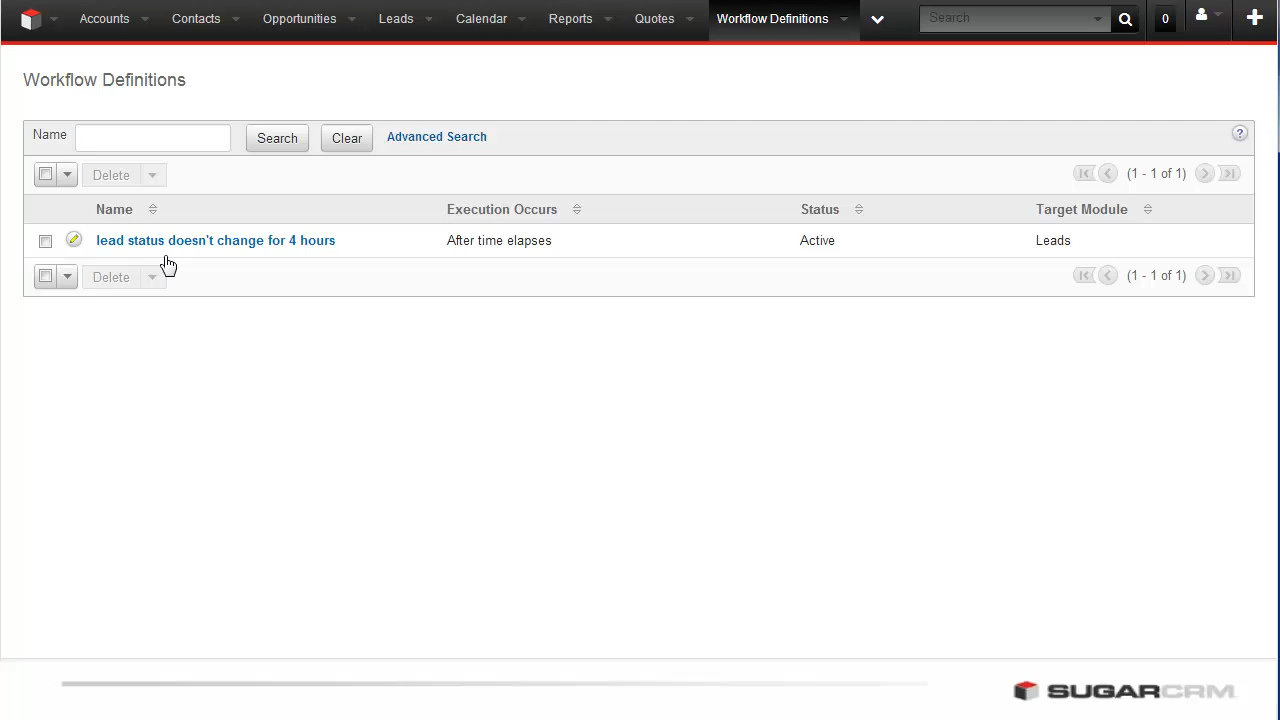 Accounts Contacts Opportunities Leads Calendar Reports Quotes Workflow Definitions Search 0
Workflow Definitions
Name Search Clear Advanced Search ?
Delete (1 - 1 of 1)
Name Execution Occurs Status Target Module
lead status doesn't change for 4 hours After time elapses Active Leads
Delete (1 - 1 of 1)
SUGARCRM